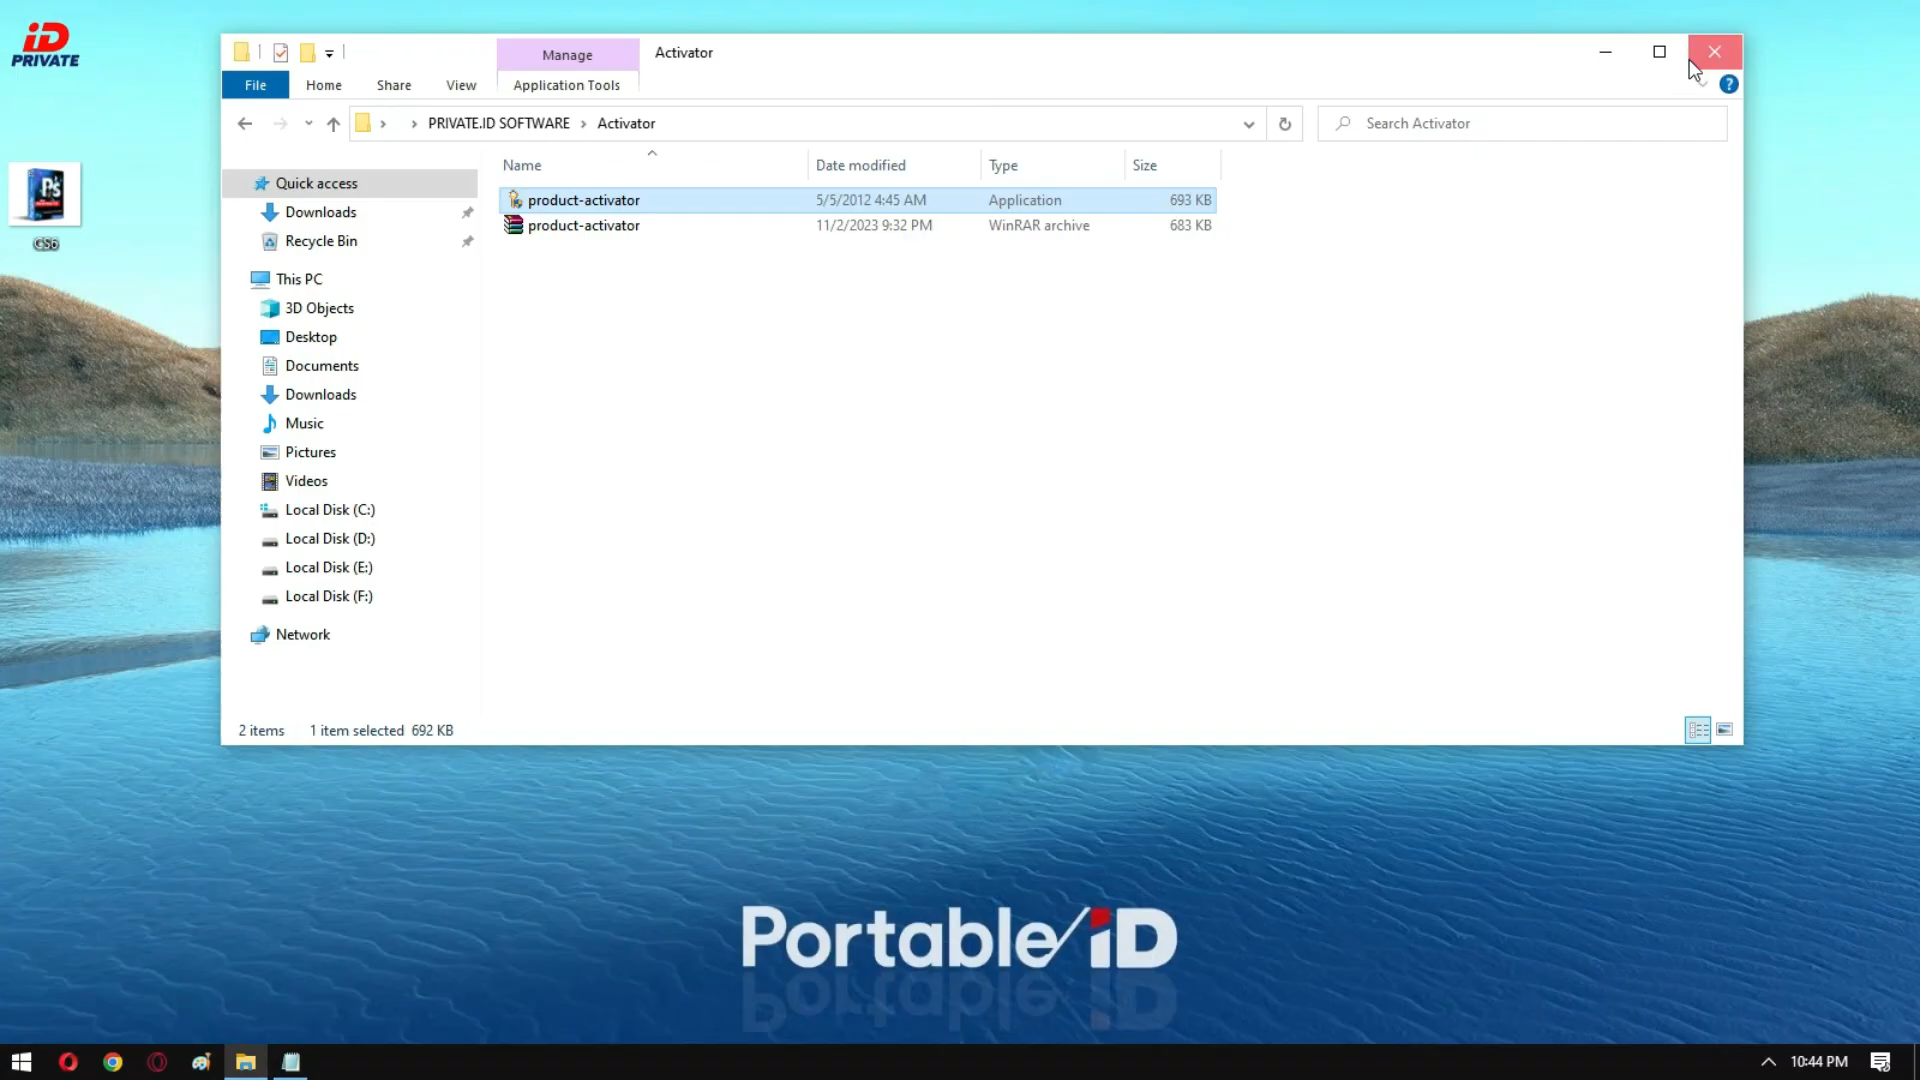 iD
PRIVATE
Manage
Activator
File
Home
Share
View
Application Tools
?
PRIVATE.ID SOFTWARE
Activator
Search Activator
Name
Date modified
Type
Size
Quick access
product-activator
5/5/2012 4:45 AM
Application
693 KB
Ps
Downloads
product-activator
11/2/2023 9:32 PM
WinRAR archive
683 KB
CS6
Recycle Bin
This PC
3D Objects
Desktop
Documents
Downloads
Music
Pictures
Videos
Local Disk (C:)
Local Disk (D:)
Local Disk (E:)
Local Disk (F:)
Network
2 items
1 item selected 692 KB
Portable/iD
10:44 PM